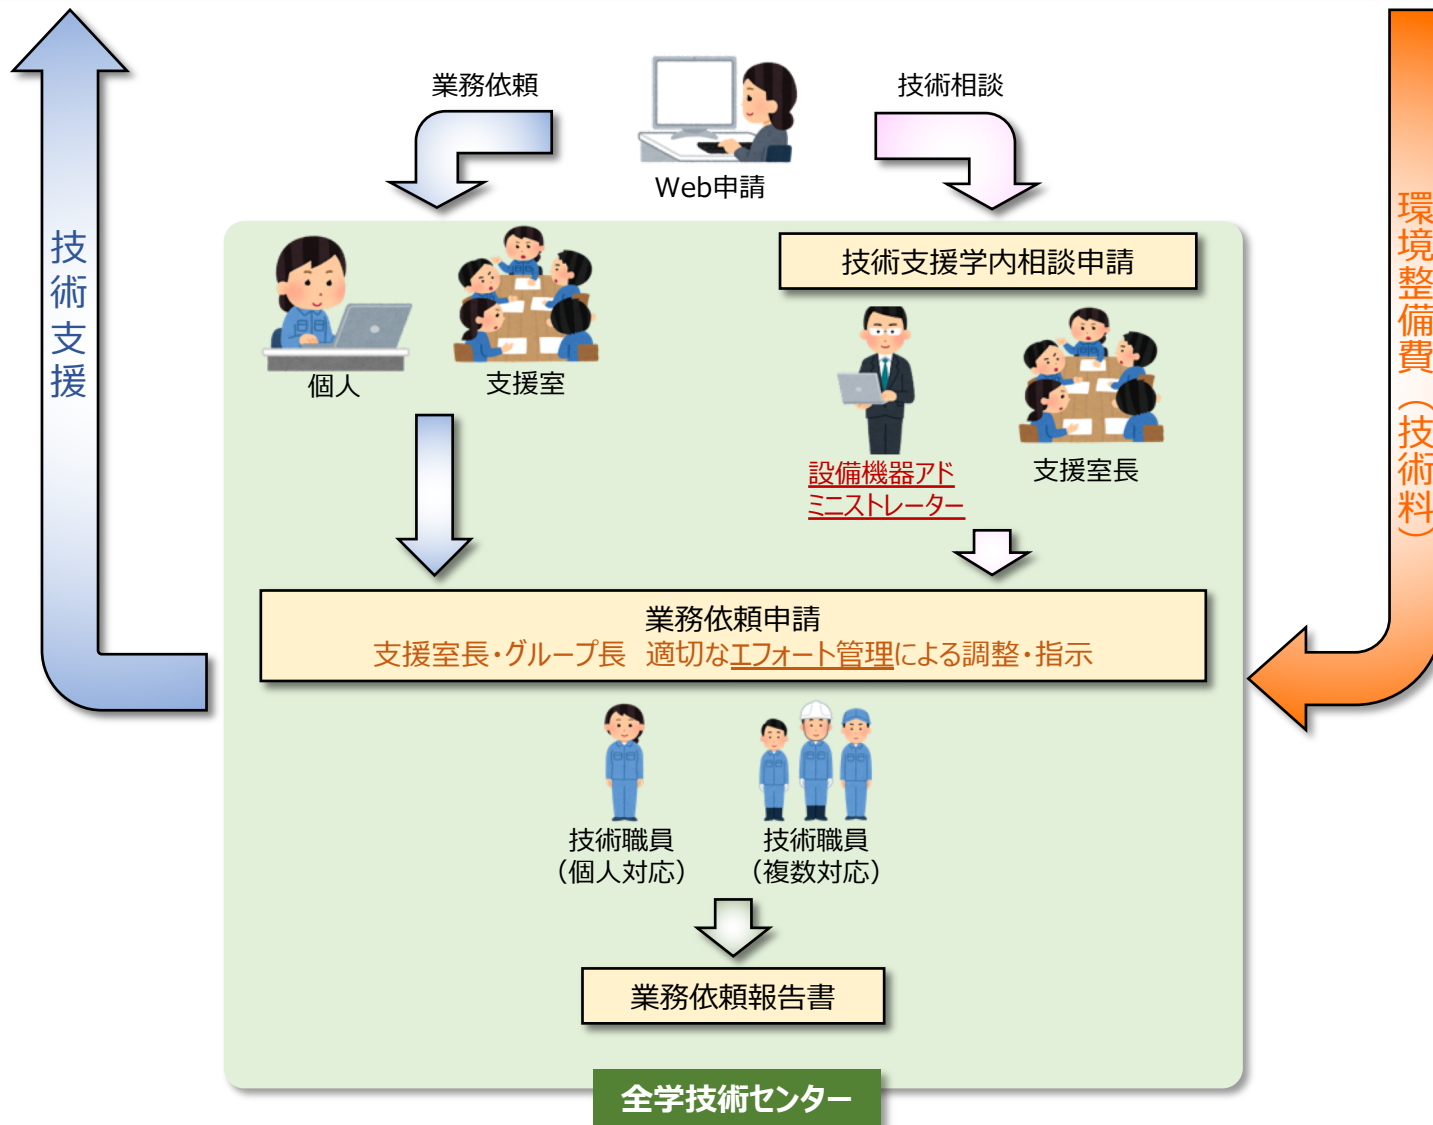 業務依頼
技術相談
Web申請
技術支援
環境整備費（技術料）
技術支援学内相談申請
個人
支援室
設備機器アド
ミニストレーター
支援室長
業務依頼申請
支援室長・グループ長 適切なエフォート管理による調整・指示
技術職員
（個人対応）
技術職員
（複数対応）
業務依頼報告書
全学技術センター